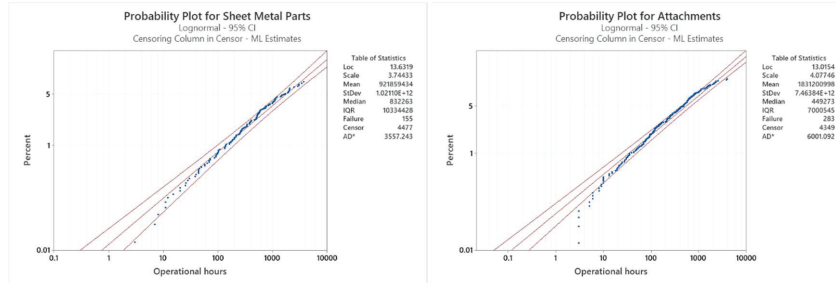 Probability Plot for Sheet Metal Parts
Lognormal - 95% CI
Censoring Column in Censor - ML Estimates
Table of Statistics
Loc 13.6319
Scale 3.74433
Mean 921859434
StDev 1.02110E+12
Median 832263
IQR 10334428
Failure 155
Censor 4477
AD* 3557.243
Percent
5
1
0.01
0.1 1 10 100 1000 10000
Operational hours
Probability Plot for Attachments
Lognormal - 95% CI
Censoring Column in Censor - ML Estimates
Table of Statistics
Loc 13.0154
Scale 4.07746
Mean 1831200998
StDev 7.46384E+12
Median 449273
IQR 7000545
Failure 283
Censor 4349
AD* 6001.092
Percent
5
1
0.01
0.1 1 10 100 1000 10000
Operational hours